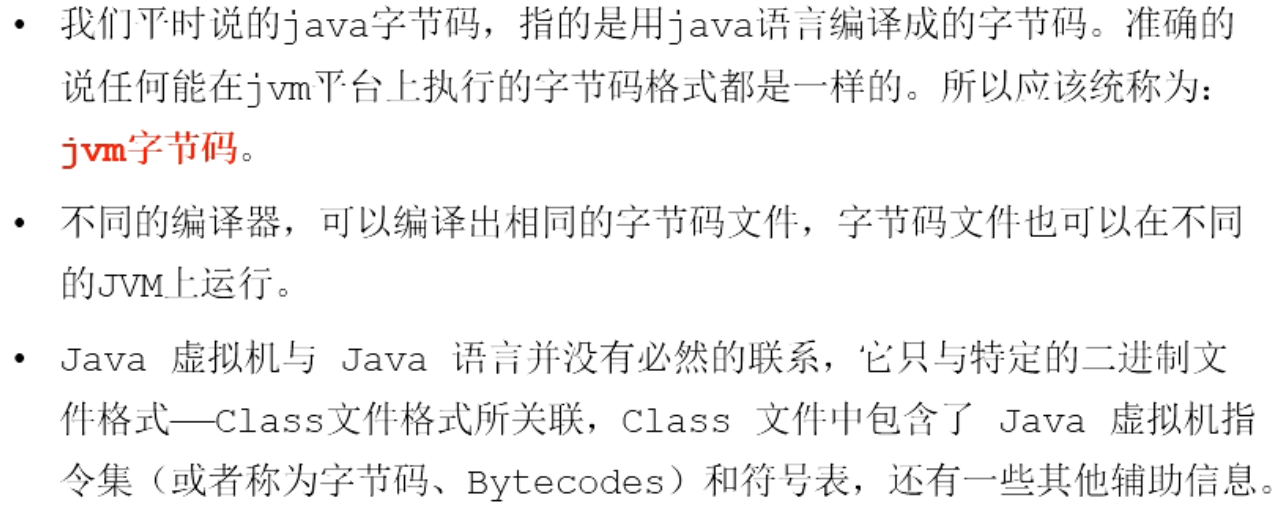 • 我们平时说的java字节码，指的是用java语言编译成的字节码。准确的
说任何能在jvm平台上执行的字节码格式都是一样的。所以应该统称为：
jvm字节码。
• 不同的编译器，可以编译出相同的字节码文件，字节码文件也可以在不同
的JVM上运行。
• Java 虚拟机与 Java 语言并没有必然的联系，它只与特定的二进制文
件格式——Class文件格式所关联，Class 文件中包含了 Java 虚拟机指
令集（或者称为字节码、Bytecodes）和符号表，还有一些其他辅助信息。